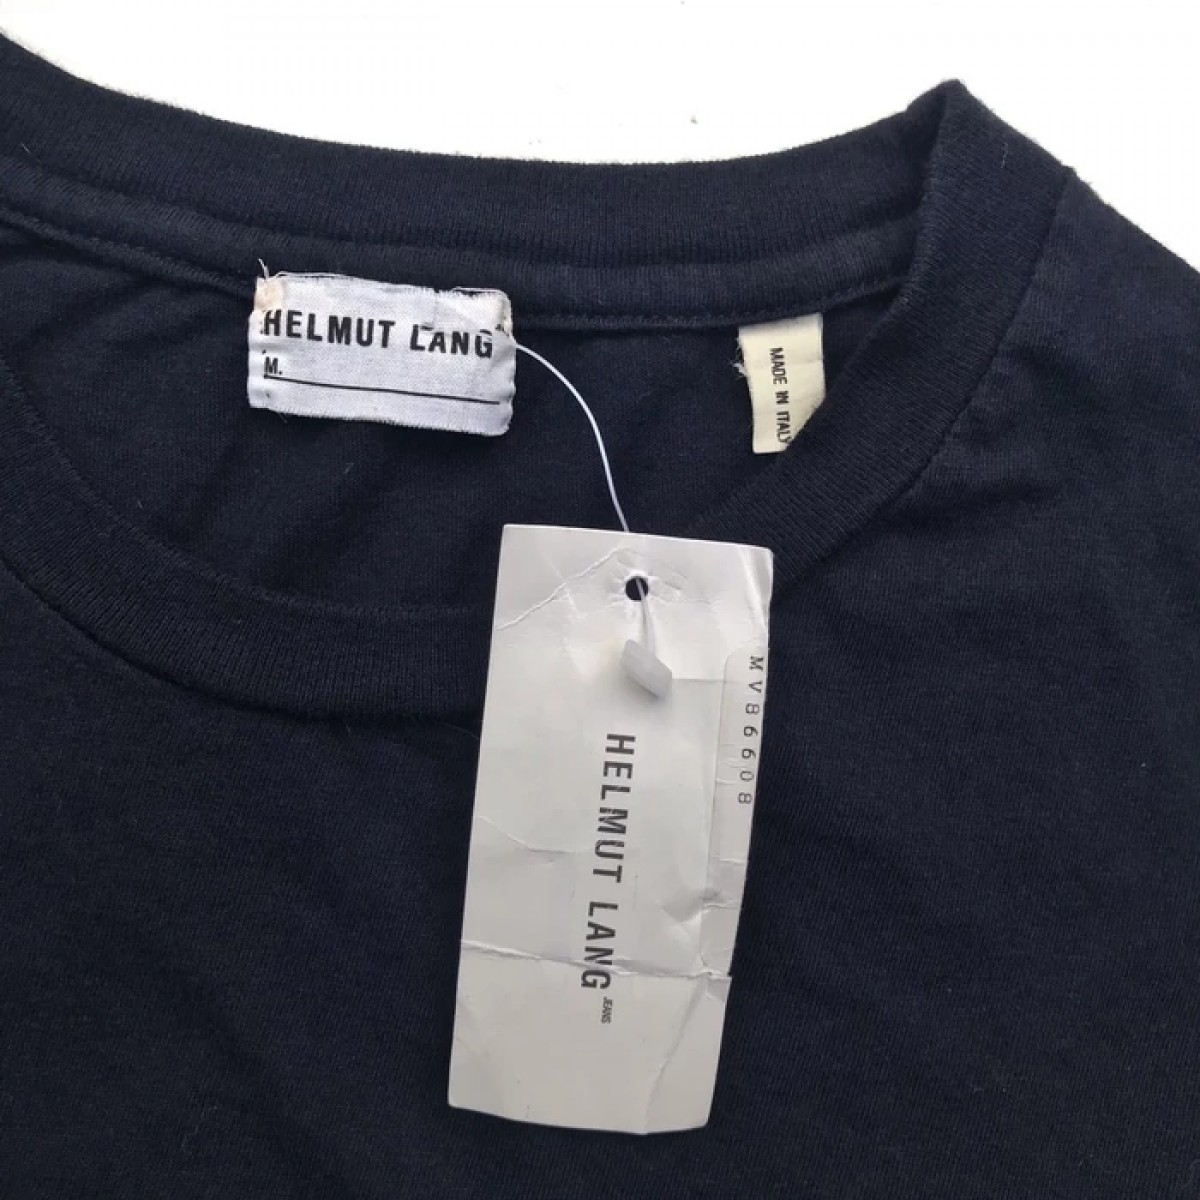 HELMUT LANG
M.
MADE IN ITALY
MV86608
HELMUT LANG JEANS